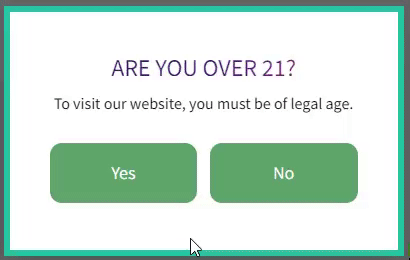 ARE YOU OVER 21?
To visit our website, you must be of legal age.
Yes
No